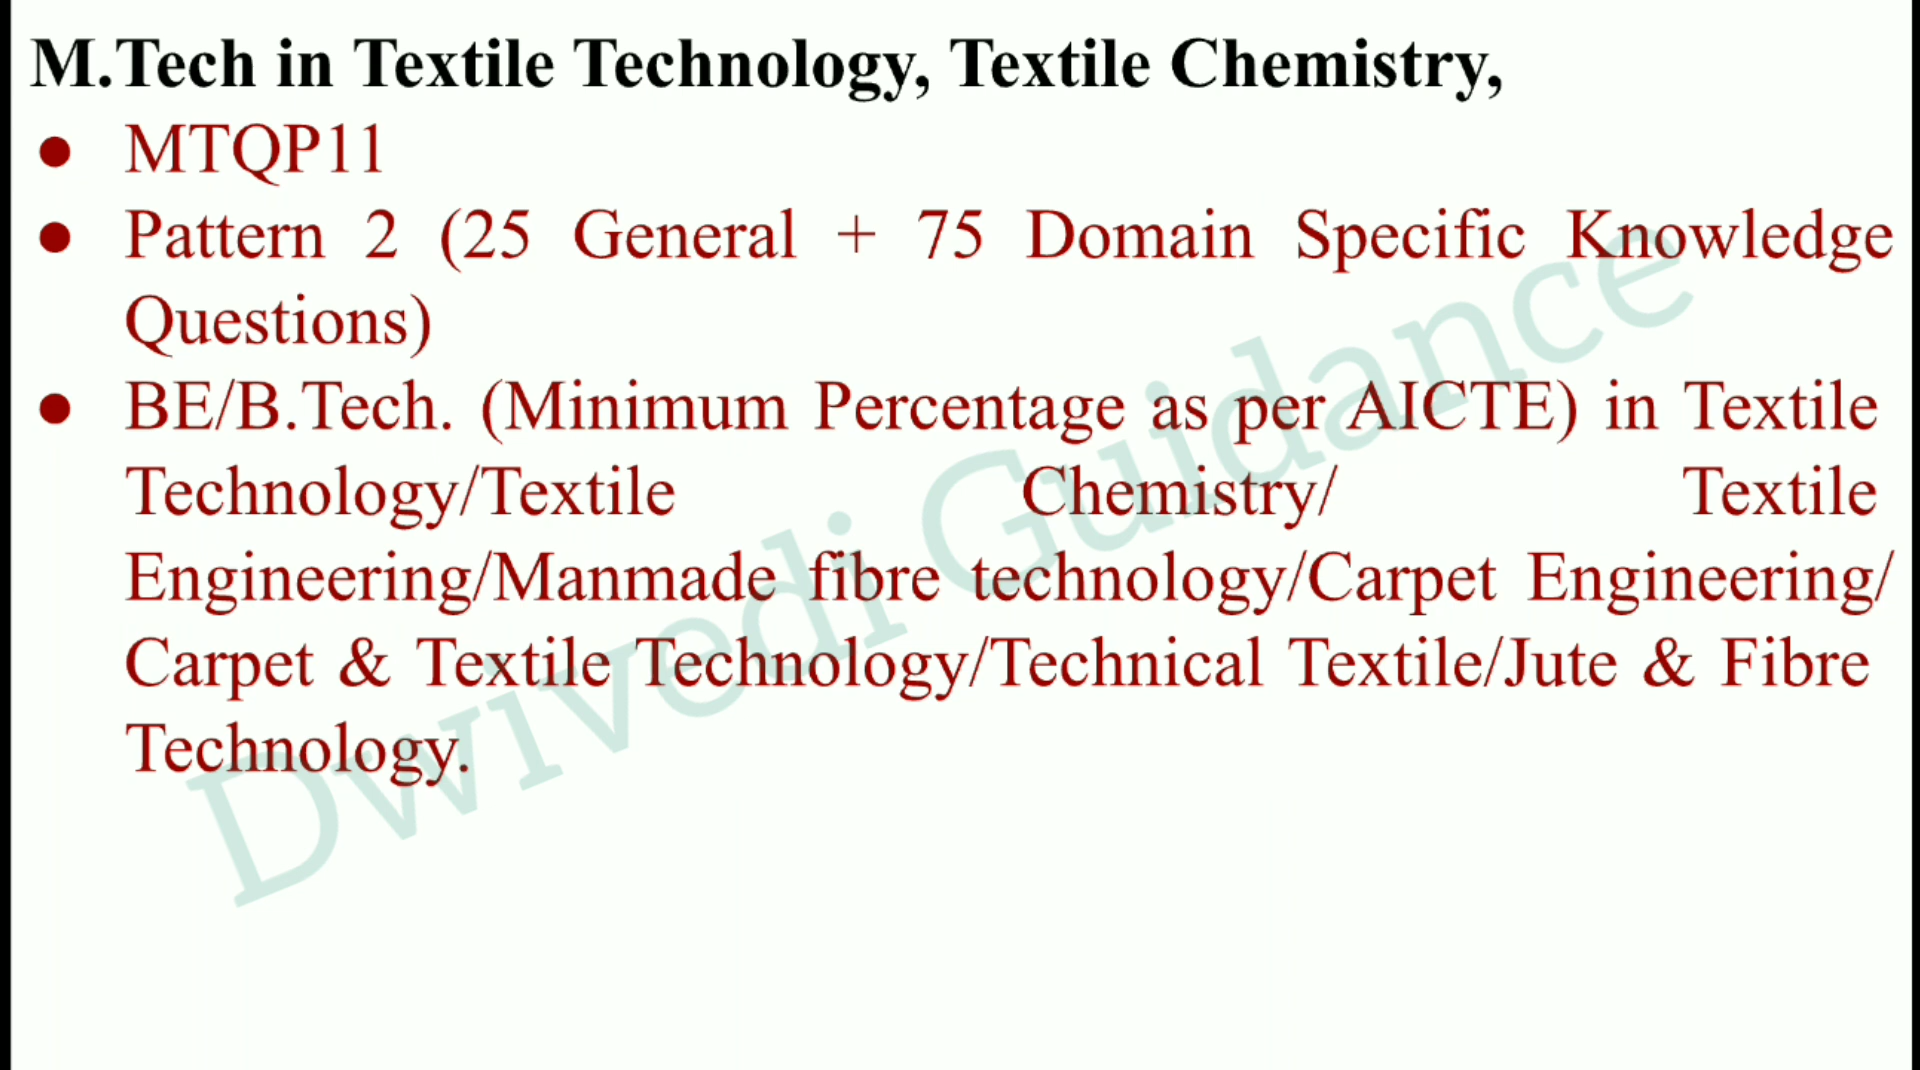 M.Tech in Textile Technology, Textile Chemistry,
● MTQP11
● Pattern 2 (25 General + 75 Domain Specific Knowledge
Questions)
● BE/B.Tech. (Minimum Percentage as per AICTE) in Textile
Technology/Textile Chemistry/ Textile
Engineering/Manmade fibre technology/Carpet Engineering/
Carpet & Textile Technology/Technical Textile/Jute & Fibre
Technology.
Dwivedi Guidance